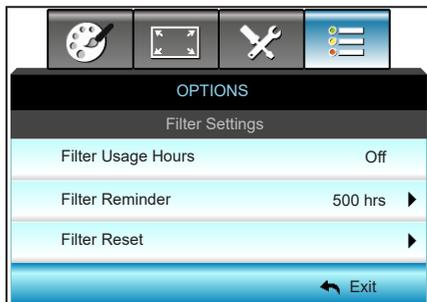 OPTIONS
Filter Settings
Filter Usage Hours Off
Filter Reminder 500 hrs
Filter Reset
Exit